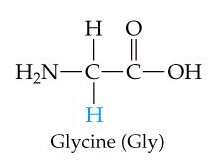 H O
H₂N—C—C—OH
H
Glycine (Gly)